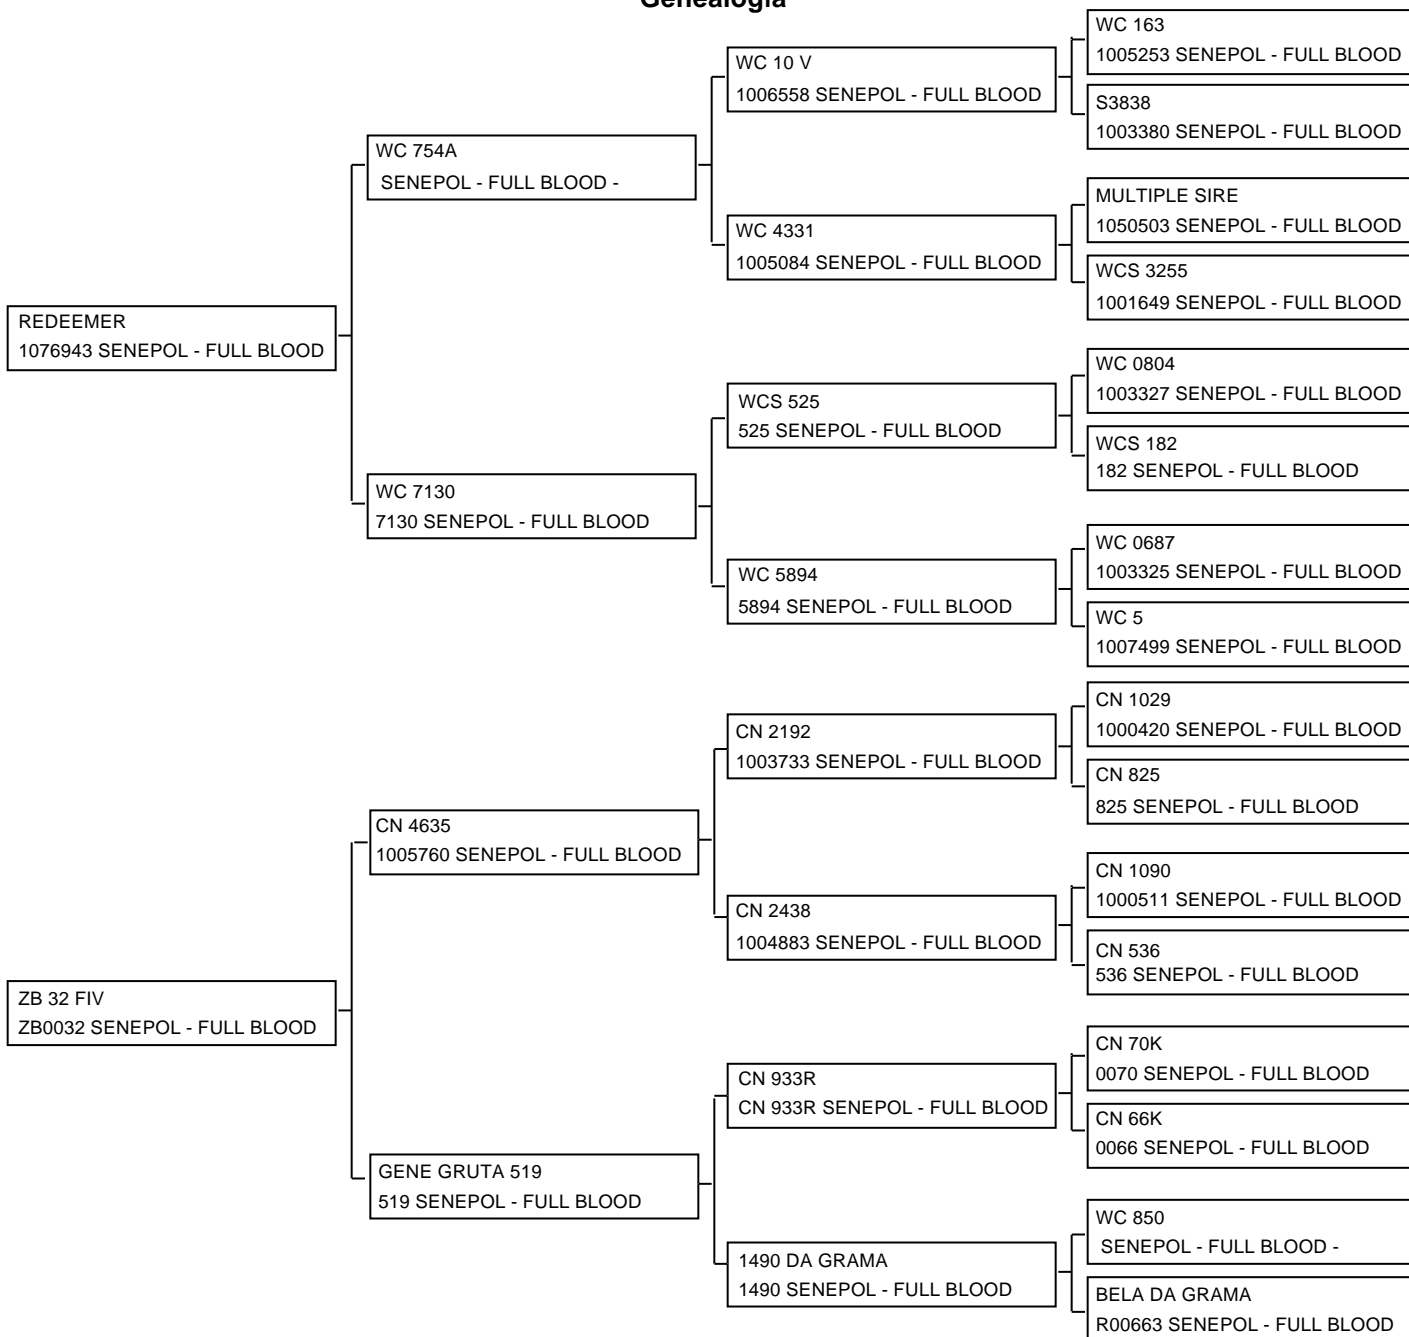 Genealogia
REDEEMER
1076943 SENEPOL - FULL BLOOD
WC 754A
SENEPOL - FULL BLOOD -
WC 7130
7130 SENEPOL - FULL BLOOD
WC 10 V
1006558 SENEPOL - FULL BLOOD
WC 4331
1005084 SENEPOL - FULL BLOOD
WCS 525
525 SENEPOL - FULL BLOOD
WC 5894
5894 SENEPOL - FULL BLOOD
WC 163
1005253 SENEPOL - FULL BLOOD
S3838
1003380 SENEPOL - FULL BLOOD
MULTIPLE SIRE
1050503 SENEPOL - FULL BLOOD
WCS 3255
1001649 SENEPOL - FULL BLOOD
WC 0804
1003327 SENEPOL - FULL BLOOD
WCS 182
182 SENEPOL - FULL BLOOD
WC 0687
1003325 SENEPOL - FULL BLOOD
WC 5
1007499 SENEPOL - FULL BLOOD
ZB 32 FIV
ZB0032 SENEPOL - FULL BLOOD
CN 4635
1005760 SENEPOL - FULL BLOOD
GENE GRUTA 519
519 SENEPOL - FULL BLOOD
CN 2192
1003733 SENEPOL - FULL BLOOD
CN 2438
1004883 SENEPOL - FULL BLOOD
CN 933R
CN 933R SENEPOL - FULL BLOOD
1490 DA GRAMA
1490 SENEPOL - FULL BLOOD
CN 1029
1000420 SENEPOL - FULL BLOOD
CN 825
825 SENEPOL - FULL BLOOD
CN 1090
1000511 SENEPOL - FULL BLOOD
CN 536
536 SENEPOL - FULL BLOOD
CN 70K
0070 SENEPOL - FULL BLOOD
CN 66K
0066 SENEPOL - FULL BLOOD
WC 850
SENEPOL - FULL BLOOD -
BELA DA GRAMA
R00663 SENEPOL - FULL BLOOD